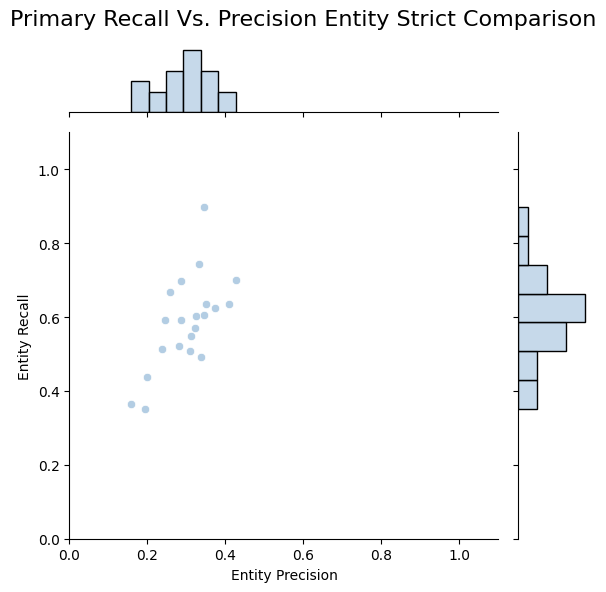 Primary Recall Vs. Precision Entity Strict Comparison
1.0
0.8
0.6
0.4
0.2
0.0
Entity Recall
0.0 0.2 0.4 0.6 0.8 1.0
Entity Precision